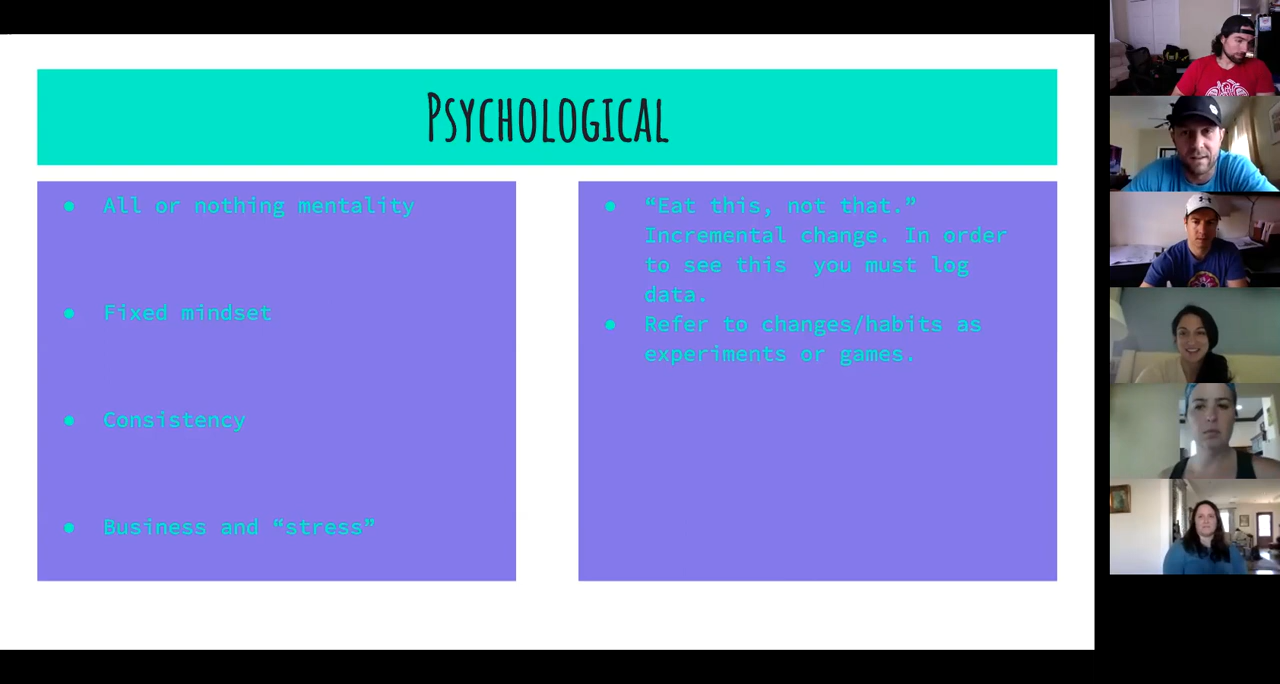 Psychological
All or nothing mentality
Fixed mindset
Consistency
Business and “stress”
“Eat this, not that.”
Incremental change. In order
to see this  you must log
data.
Refer to changes/habits as
experiments or games.